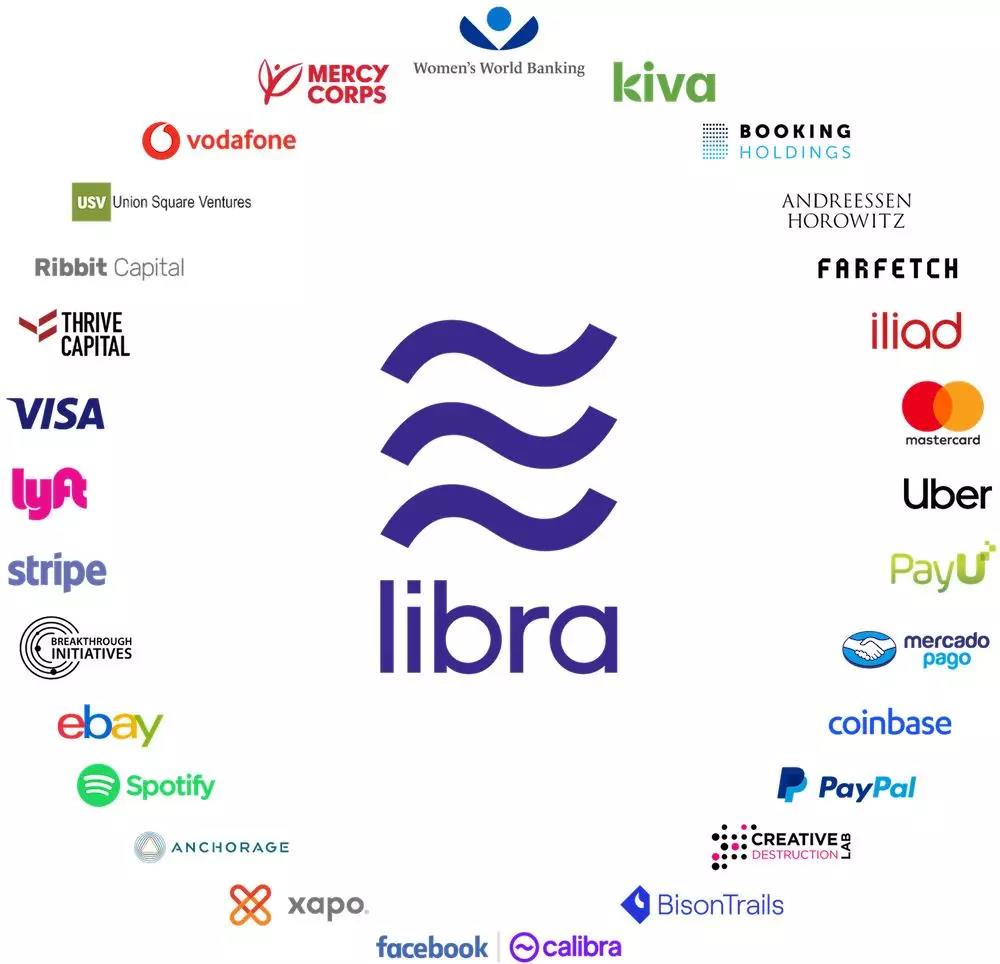 Women's World Banking
MERCY
CORPS
kiva
vodafone
BOOKING
HOLDINGS
USV Union Square Ventures
ANDREESSEN
HOROWITZ
Ribbit Capital
FARFETCH
THRIVE
CAPITAL
iliad
VISA
mastercard
lyft
Uber
stripe
PayU
libra
BREAKTHROUGH
INITIATIVES
mercado
pago
ebay
coinbase
Spotify
PayPal
ANCHORAGE
CREATIVE
DESTRUCTION
LAB
xapo
BisonTrails
facebook | calibra